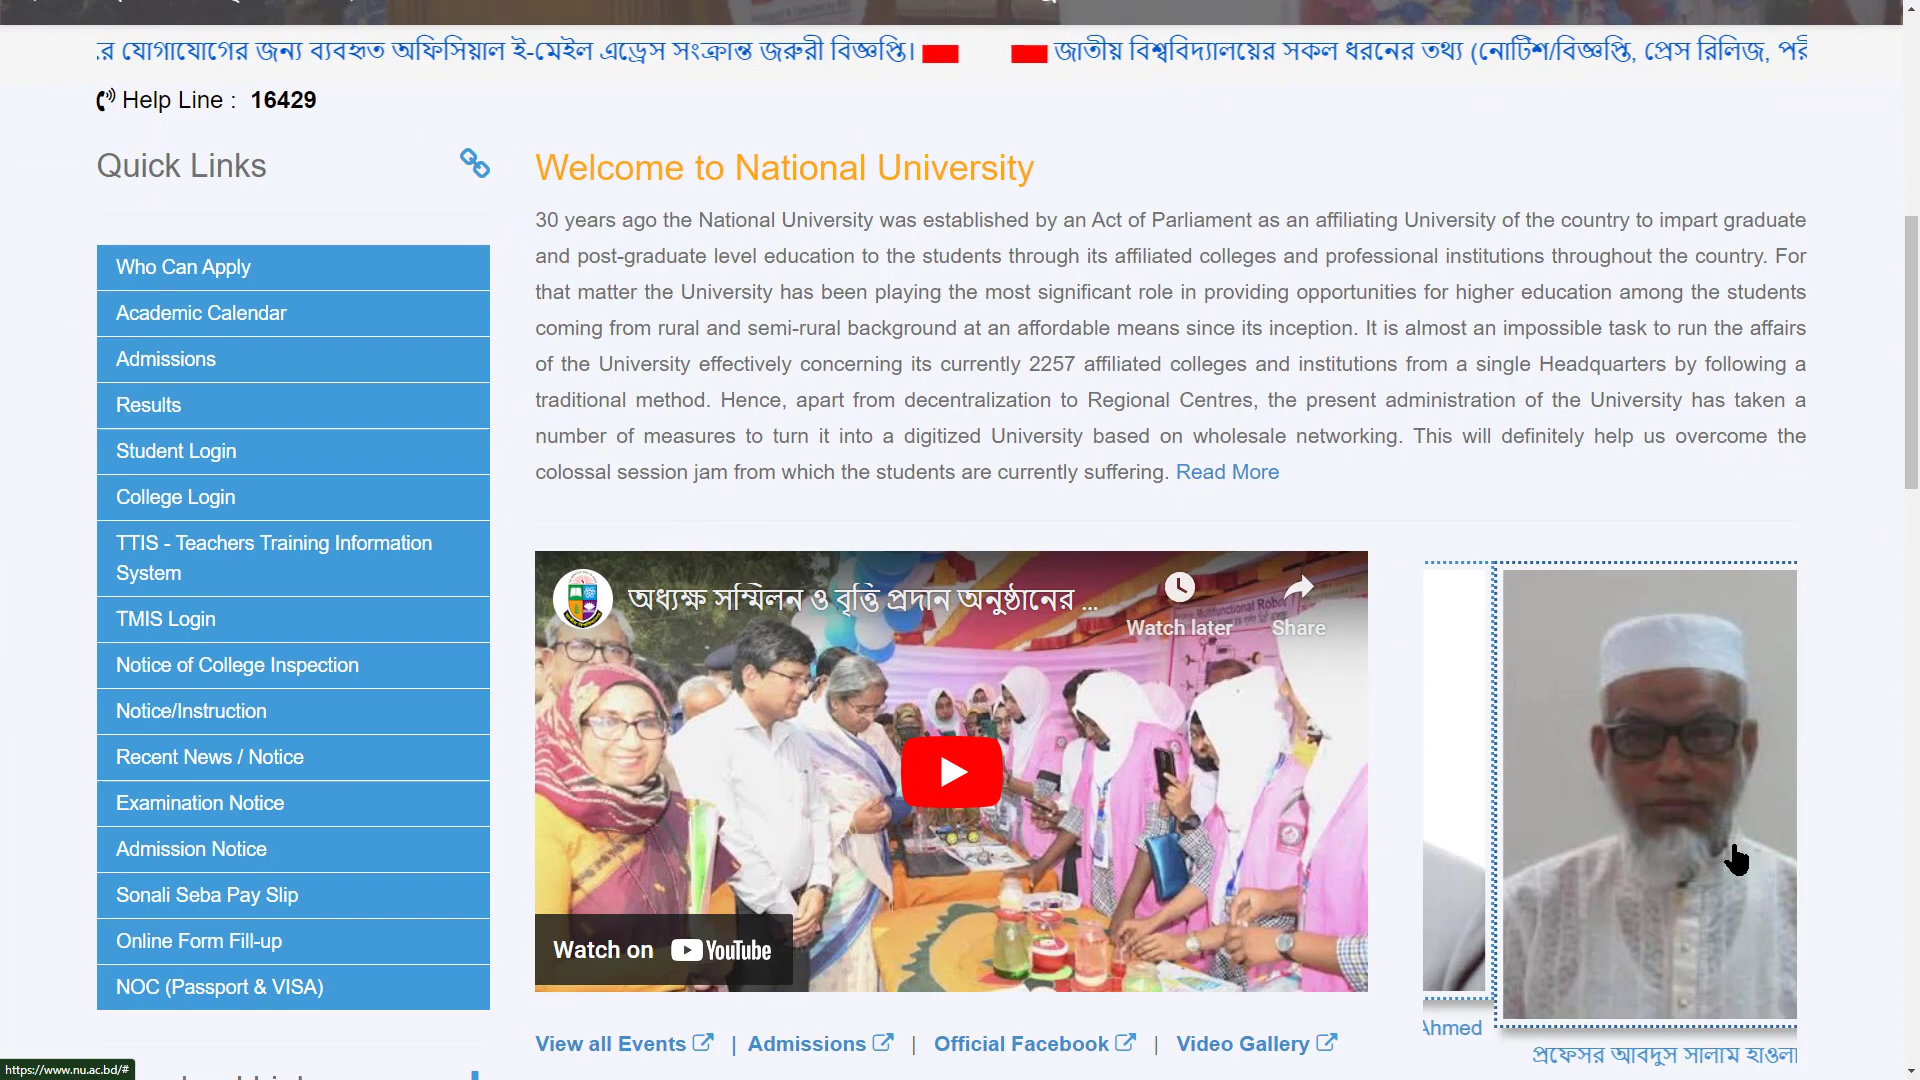 যোগাযোগের জন্য ব্যবহৃত অফিসিয়াল ই-মেইল এড্রেস সংক্রান্ত জরুরী বিজ্ঞপ্তি। জাতীয় বিশ্ববিদ্যালয়ের সকল ধরনের তথ্য (নোটিশ/বিজ্ঞপ্তি, প্রেস রিলিজ,
Help Line : 16429
Quick Links
Who Can Apply
Academic Calendar
Admissions
Results
Student Login
College Login
TTIS - Teachers Training Information
System
TMIS Login
Notice of College Inspection
Notice/Instruction
Recent News / Notice
Examination Notice
Admission Notice
Sonali Seba Pay Slip
Online Form Fill-up
NOC (Passport & VISA)
Welcome to National University
30 years ago the National University was established by an Act of Parliament as an affiliating University of the country to impart graduate
and post-graduate level education to the students through its affiliated colleges and professional institutions throughout the country. For
that matter the University has been playing the most significant role in providing opportunities for higher education among the students
coming from rural and semi-rural background at an affordable means since its inception. It is almost an impossible task to run the affairs
of the University effectively concerning its currently 2257 affiliated colleges and institutions from a single Headquarters by following a
traditional method. Hence, apart from decentralization to Regional Centres, the present administration of the University has taken a
number of measures to turn it into a digitized University based on wholesale networking. This will definitely help us overcome the
colossal session jam from which the students are currently suffering. Read More
অধ্যক্ষ সম্মিলন ও বৃত্তি প্রদান অনুষ্ঠানের ...
Watch later
Share
Multifunctional Robot
Watch on YouTube
Ahmed
প্রফেসর আবদুস সালাম
View all Events | Admissions | Official Facebook | Video Gallery
https://www.nu.ac.bd/#